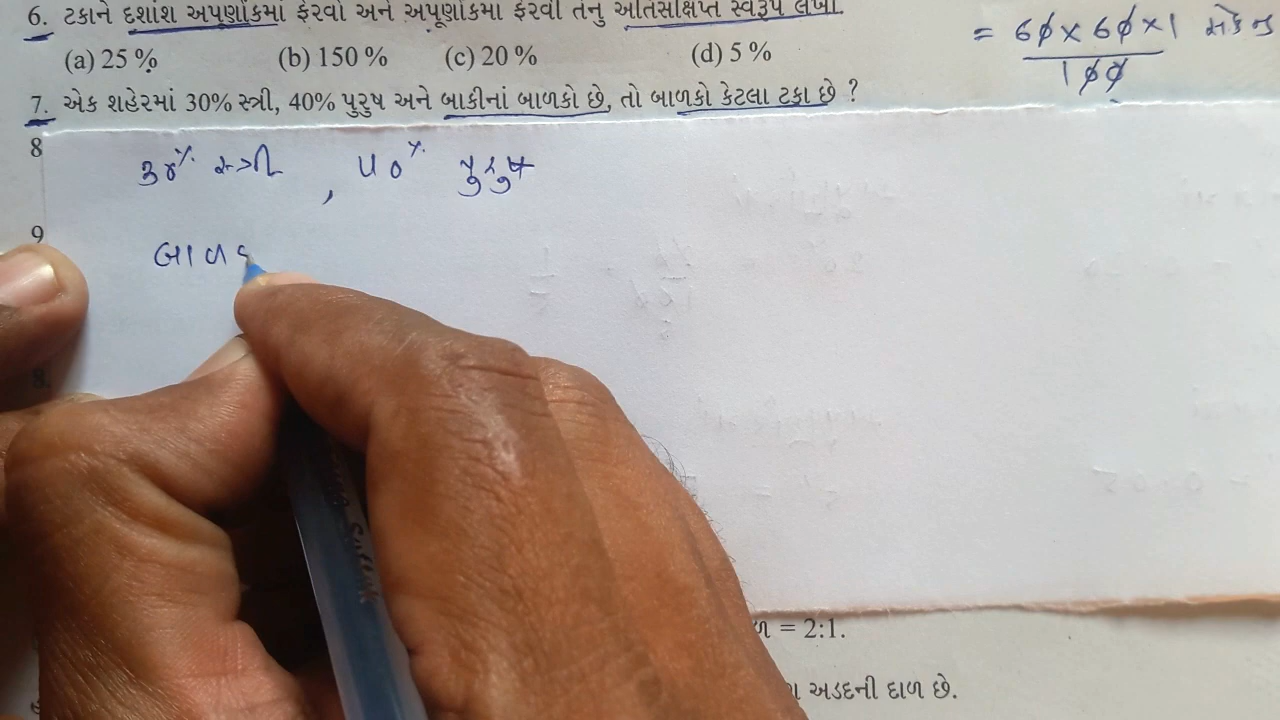 6. ટકાને દશાંશ અપૂર્ણાંકમાં ફેરવો અને અપૂર્ણાંકમાં ફેરવી તેનું અતિસંક્ષિપ્ત સ્વરૂપ લખો.
(a) 25 % (b) 150 % (c) 20 % (d) 5 %
= 60 × 60 × 1 સેકન્ડ
100
7. એક શહેરમાં 30% સ્ત્રી, 40% પુરુષ અને બાકીનાં બાળકો છે, તો બાળકો કેટલા ટકા છે ?
8
30% સ્ત્રી , 40% પુરુષ
9
બાળક
8.
= 2:1.
અડદની દાળ છે.